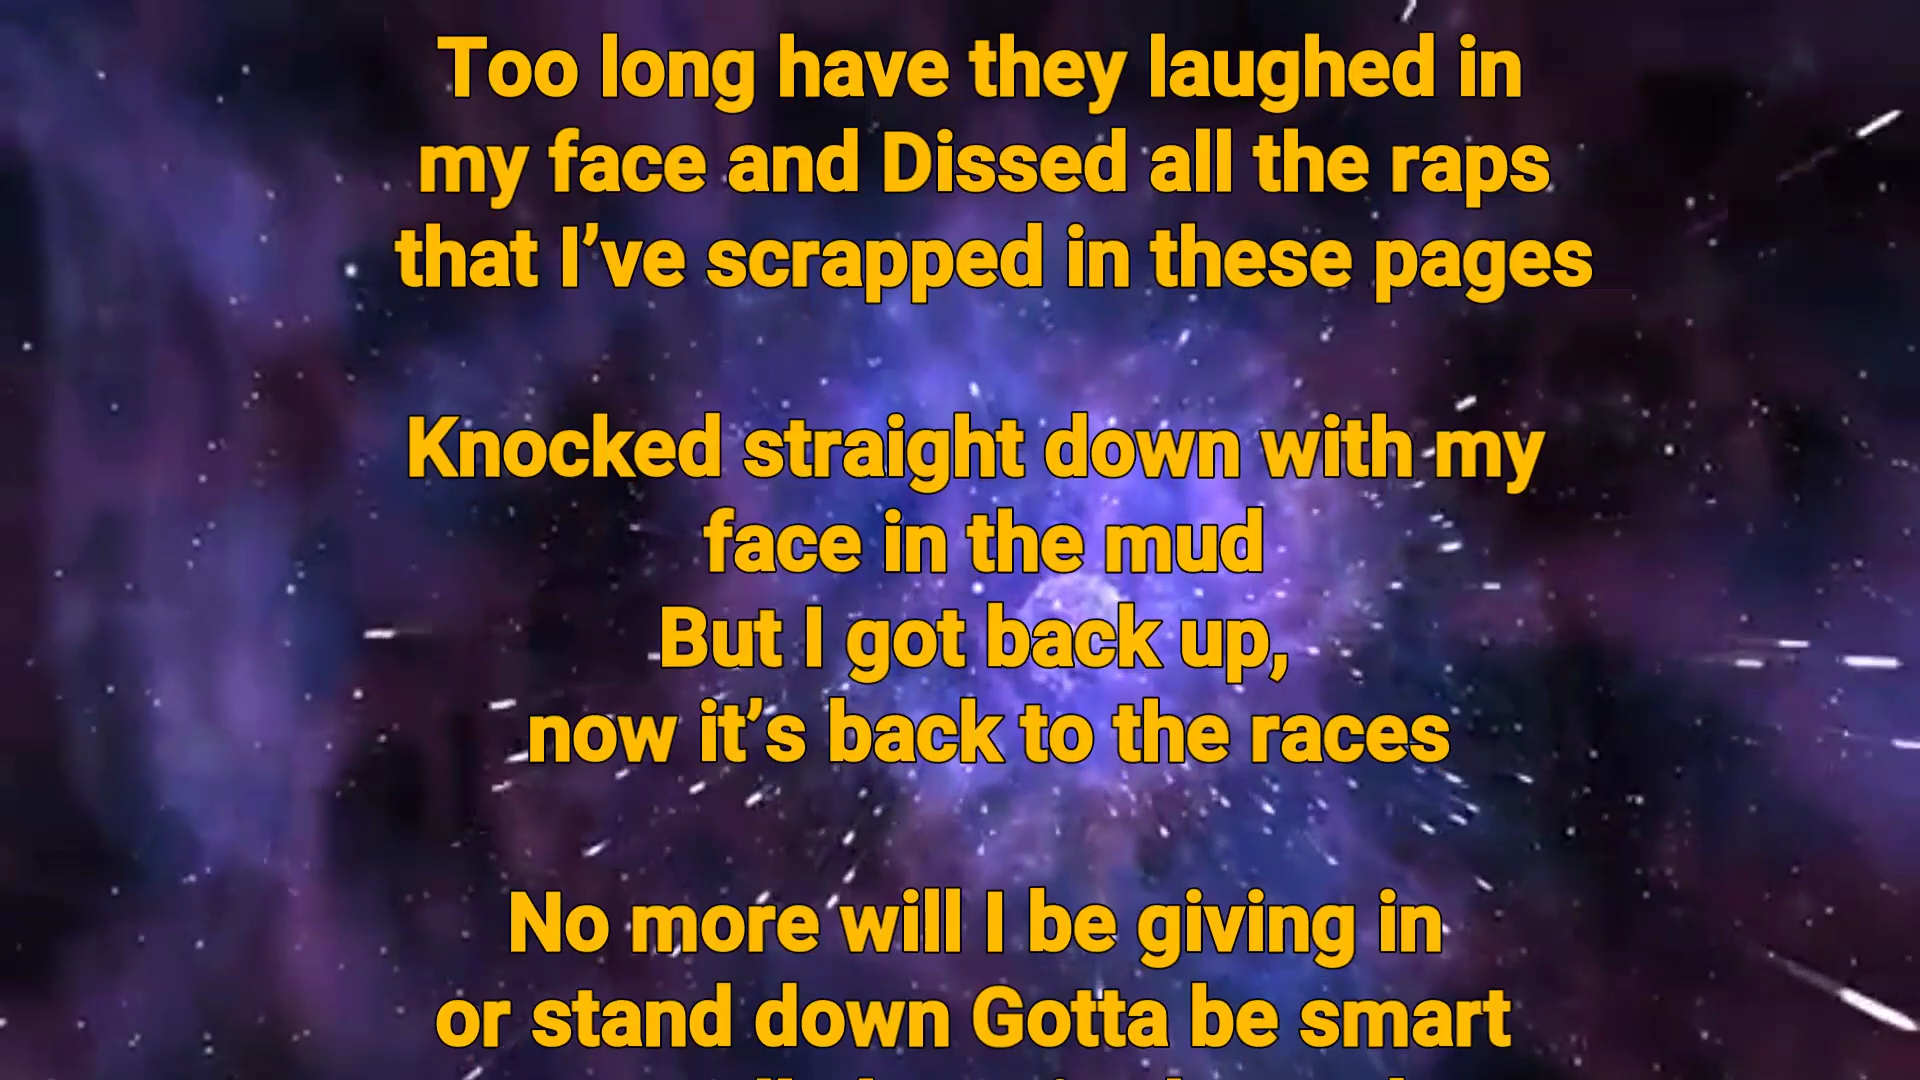 Too long have they laughed in
my face and Dissed all the raps
that I’ve scrapped in these pages
Knocked straight down with my
face in the mud
But I got back up,
now it’s back to the races
No more will I be giving in
or stand down Gotta be smart